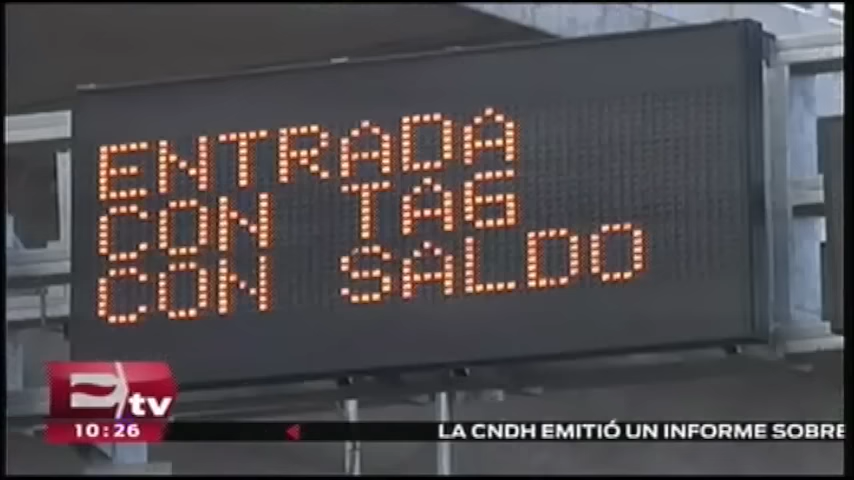 ENTRADA
CON TAG
CON SALDO
tv
10:26
LA CNDH EMITIÓ UN INFORME SOBRE